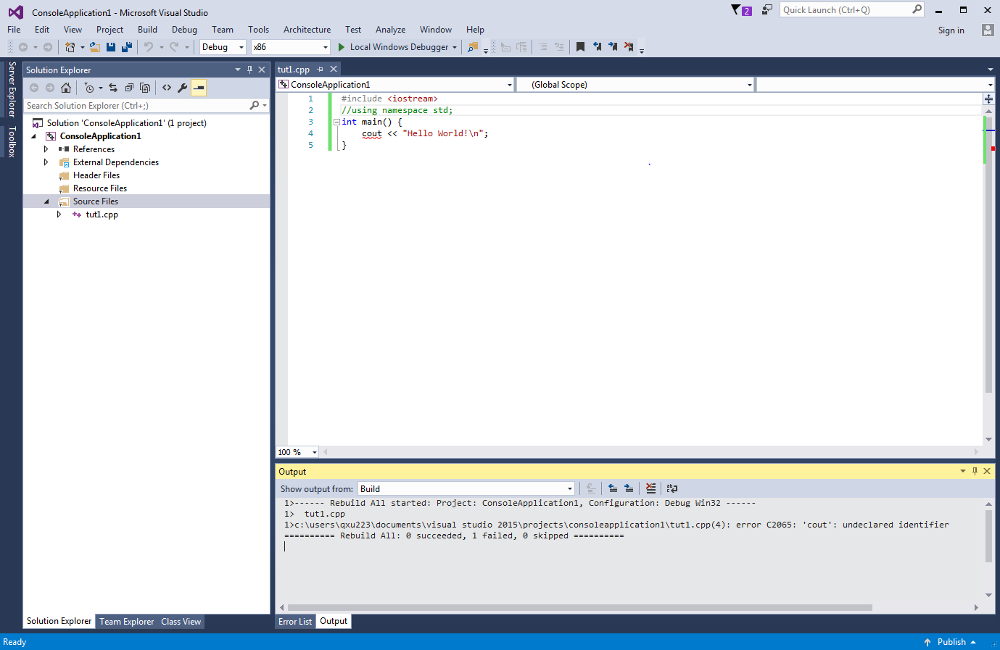 ConsoleApplication1 - Microsoft Visual Studio
2
Quick Launch (Ctrl+Q)
File Edit View Project Build Debug Team Tools Architecture Test Analyze Window Help
Sign in
Debug x86 Local Windows Debugger
Server Explorer
Toolbox
Solution Explorer
Search Solution Explorer (Ctrl+;)
Solution 'ConsoleApplication1' (1 project)
ConsoleApplication1
References
External Dependencies
Header Files
Resource Files
Source Files
tut1.cpp
Solution Explorer Team Explorer Class View
tut1.cpp
ConsoleApplication1 (Global Scope)
1 #include <iostream>
2 //using namespace std;
3 int main() {
4 cout << "Hello World!\n";
5 }
100 %
Output
Show output from: Build
1>------ Rebuild All started: Project: ConsoleApplication1, Configuration: Debug Win32 ------
1> tut1.cpp
1>c:\users\qxu223\documents\visual studio 2015\projects\consoleapplication1\tut1.cpp(4): error C2065: 'cout': undeclared identifier
========== Rebuild All: 0 succeeded, 1 failed, 0 skipped ==========
Error List Output
Ready
Publish